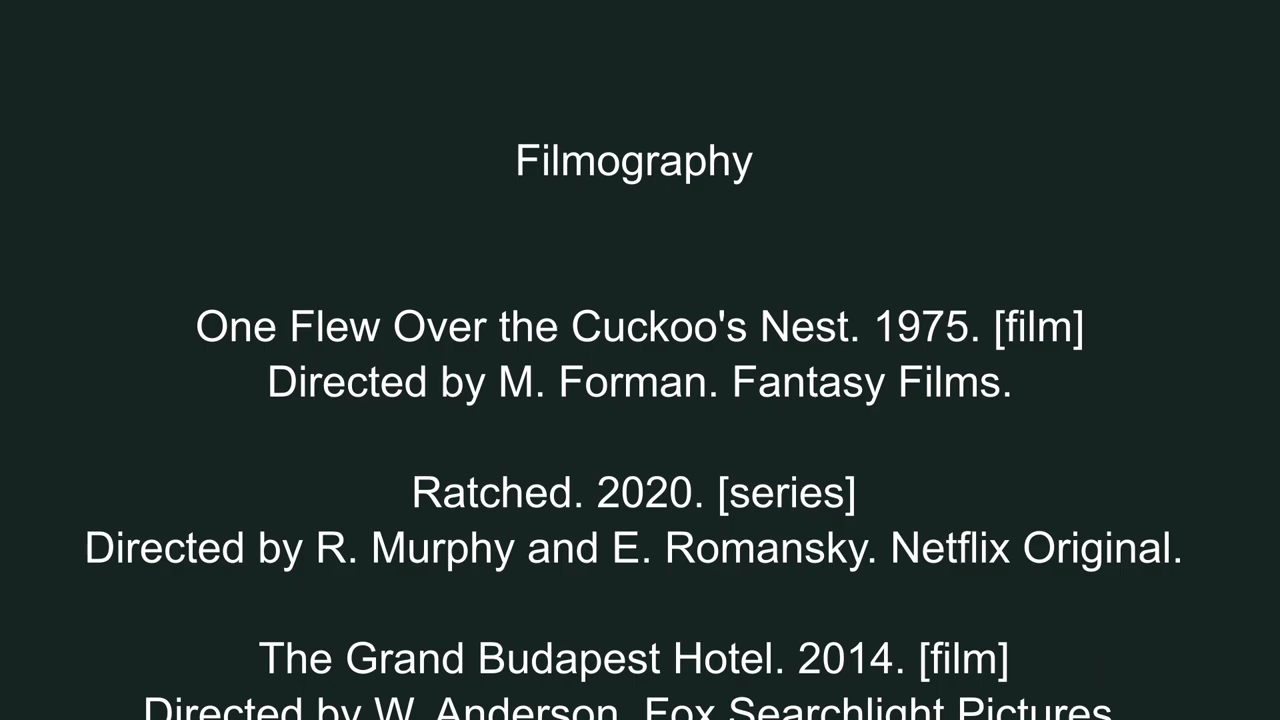 Filmography
One Flew Over the Cuckoo's Nest. 1975. [film]
Directed by M. Forman. Fantasy Films.
Ratched. 2020. [series]
Directed by R. Murphy and E. Romansky. Netflix Original.
The Grand Budapest Hotel. 2014. [film]
Directed by W. Anderson. Fox Searchlight Pictures.